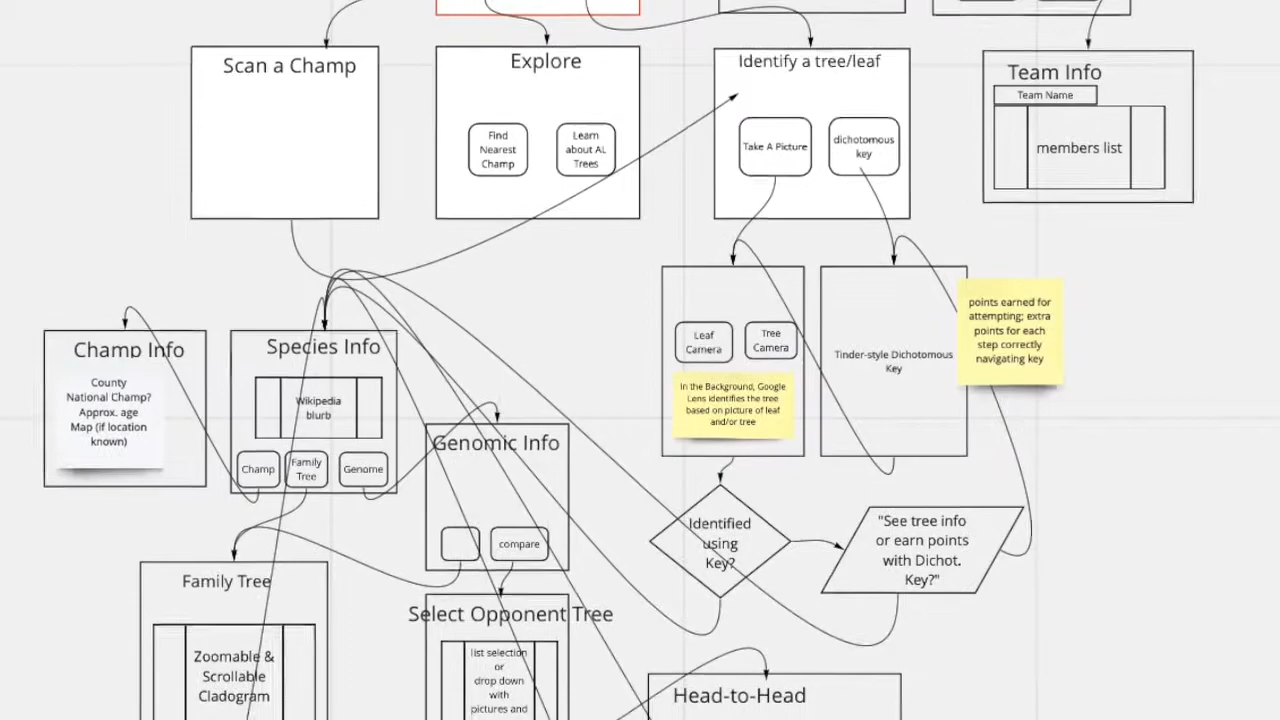 Scan a Champ
Explore
Find
Nearest
Champ
Learn
about AL
Trees
Identify a tree/leaf
Take A Picture
dichotomous
key
Team Info
Team Name
members list
Champ Info
County
National Champ?
Approx. age
Map (if location
known)
Species Info
Wikipedia
blurb
Champ
Family
Tree
Genome
Genomic Info
compare
Leaf
Camera
Tree
Camera
In the Background, Google
Lens identifies the tree
based on picture of leaf
and/or tree
Tinder-style Dichotomous
Key
points earned for
attempting; extra
points for each
step correctly
navigating key
Identified
using
Key?
"See tree info
or earn points
with Dichot.
Key?"
Family Tree
Zoomable &
Scrollable
Cladogram
Select Opponent Tree
list selection
or
drop down
with
pictures and
Head-to-Head